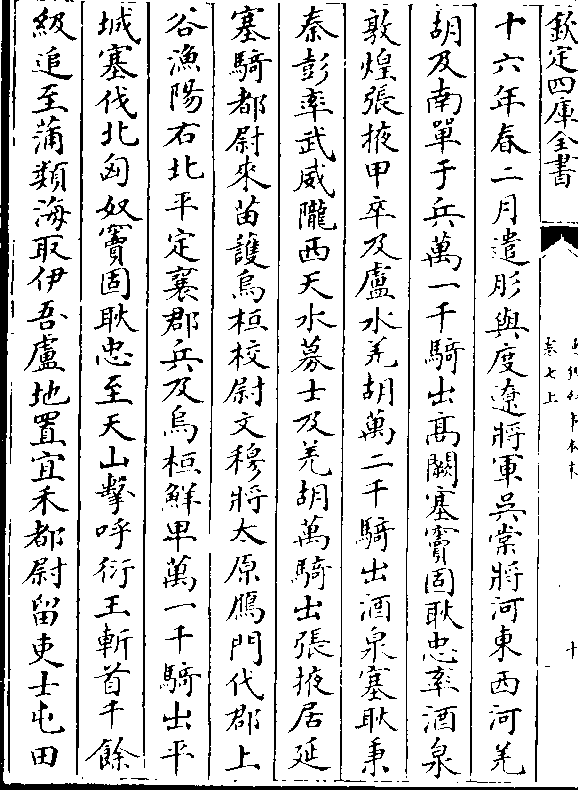 欽定四庫全書
卷七上
十
十六年春二月遣肜與度遼將軍吳棠將河東西河羌
胡及南單于兵萬一千騎出高闕塞竇固耿忠率酒泉
敦煌張掖甲卒及盧水羌胡萬二千騎出酒泉塞耿秉
秦彭率武威隴西天水募士及羌胡萬騎出張掖居延
塞騎都尉來苗護烏桓校尉文穆將太原鴈門代郡上
谷漁陽右北平定襄郡兵及烏桓鮮卑萬一千騎出平
城塞伐北匈奴竇固耿忠至天山擊呼衍王斬首千餘
級追至蒲類海取伊吾盧地置宜禾都尉留吏士屯田